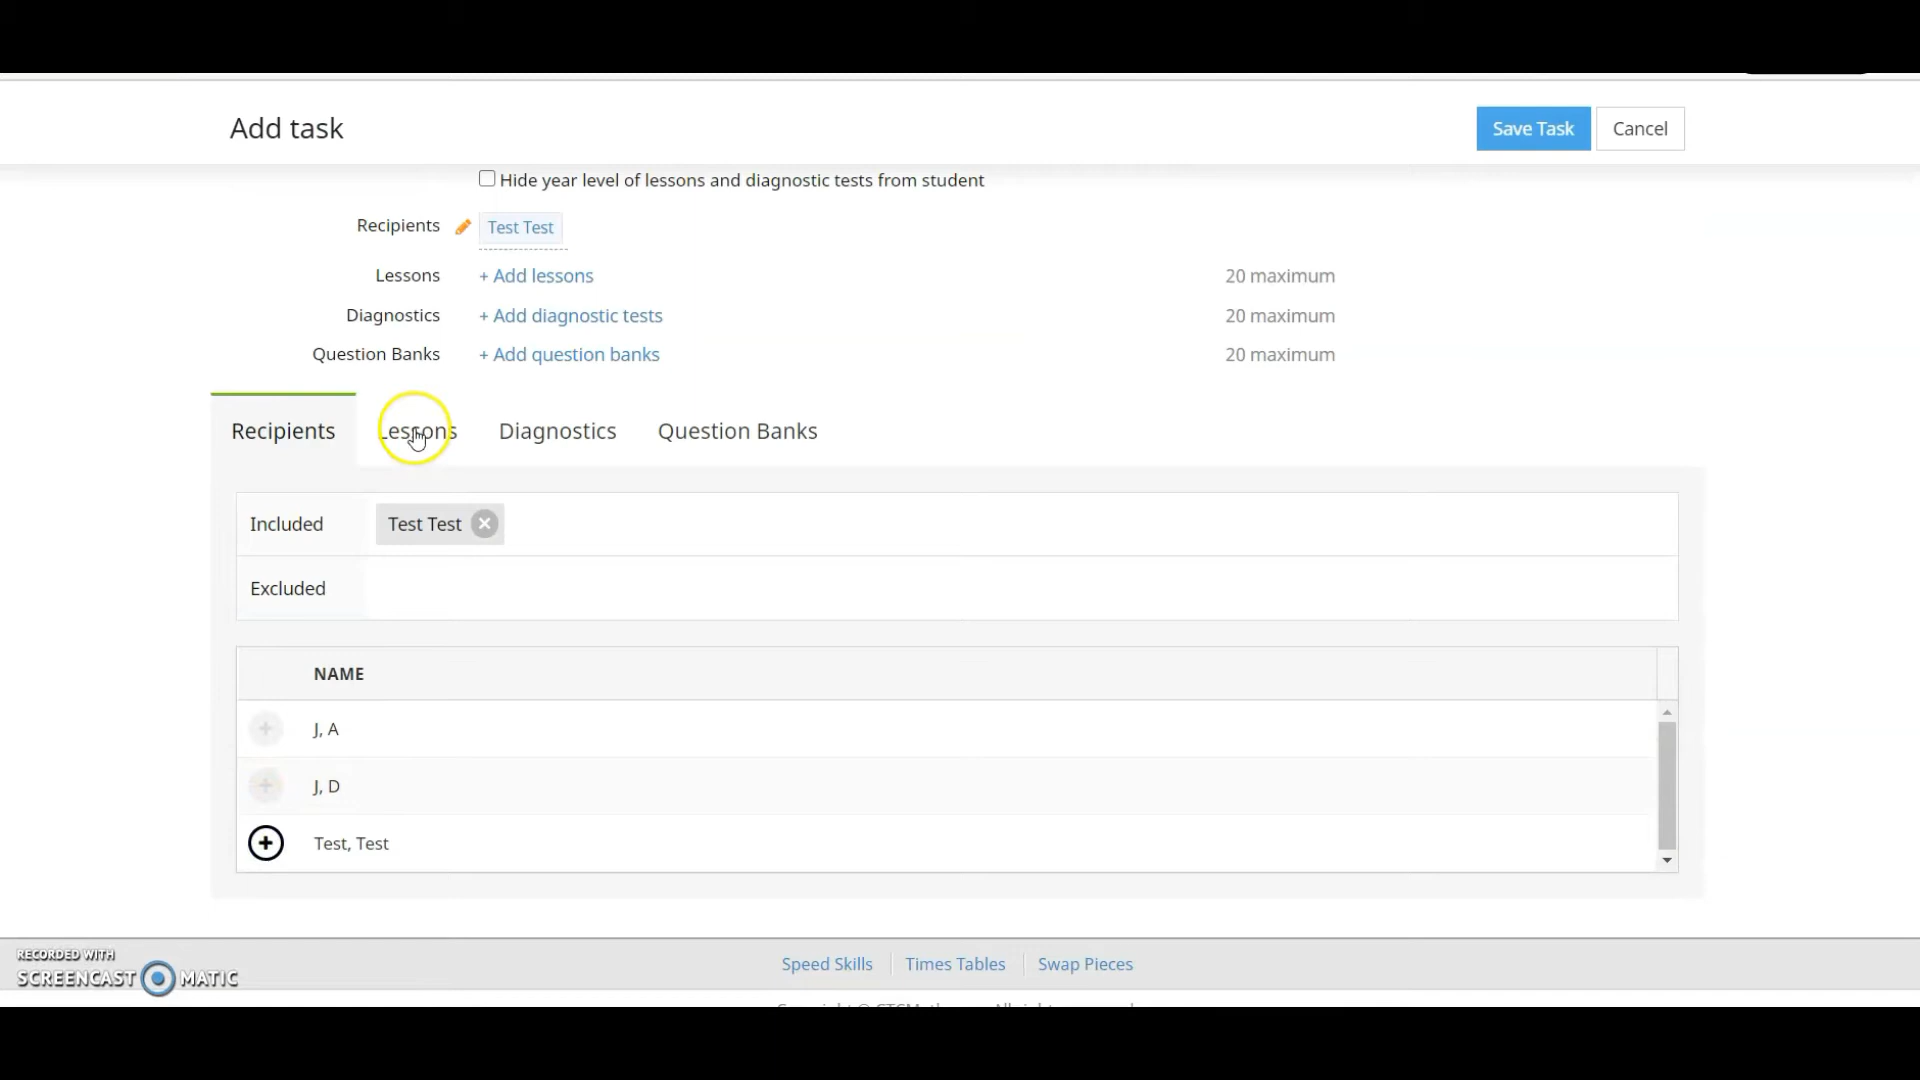 Add task
Save Task
Cancel
Hide year level of lessons and diagnostic tests from student
Recipients
Test Test
Lessons
+ Add lessons
20 maximum
Diagnostics
+ Add diagnostic tests
20 maximum
Question Banks
+ Add question banks
20 maximum
Recipients
Lessons
Diagnostics
Question Banks
Included
Test Test
Excluded
NAME
J, A
J, D
Test, Test
RECORDED WITH
SCREENCAST MATIC
Speed Skills
Times Tables
Swap Pieces